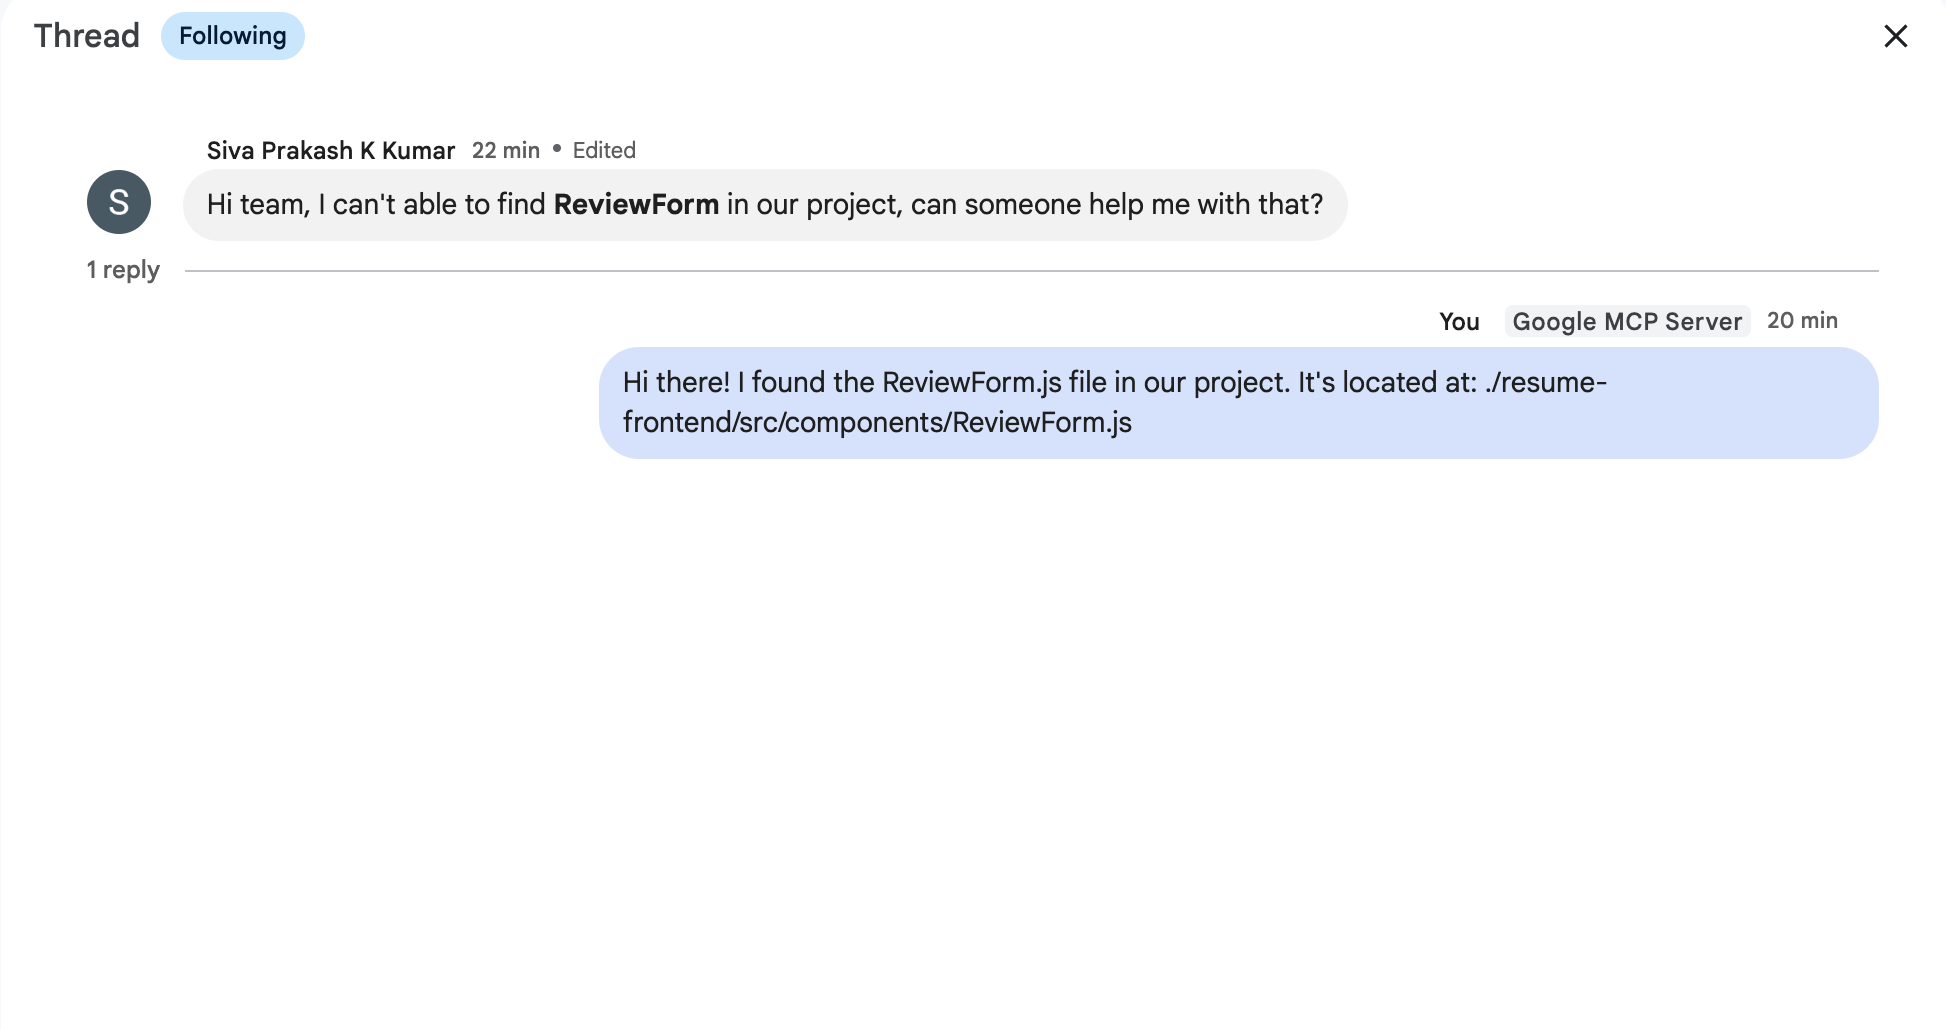 Thread Following
Siva Prakash K Kumar 22 min • Edited
S
Hi team, I can't able to find ReviewForm in our project, can someone help me with that?
1 reply
You Google MCP Server 20 min
Hi there! I found the ReviewForm.js file in our project. It's located at: ./resume-
frontend/src/components/ReviewForm.js